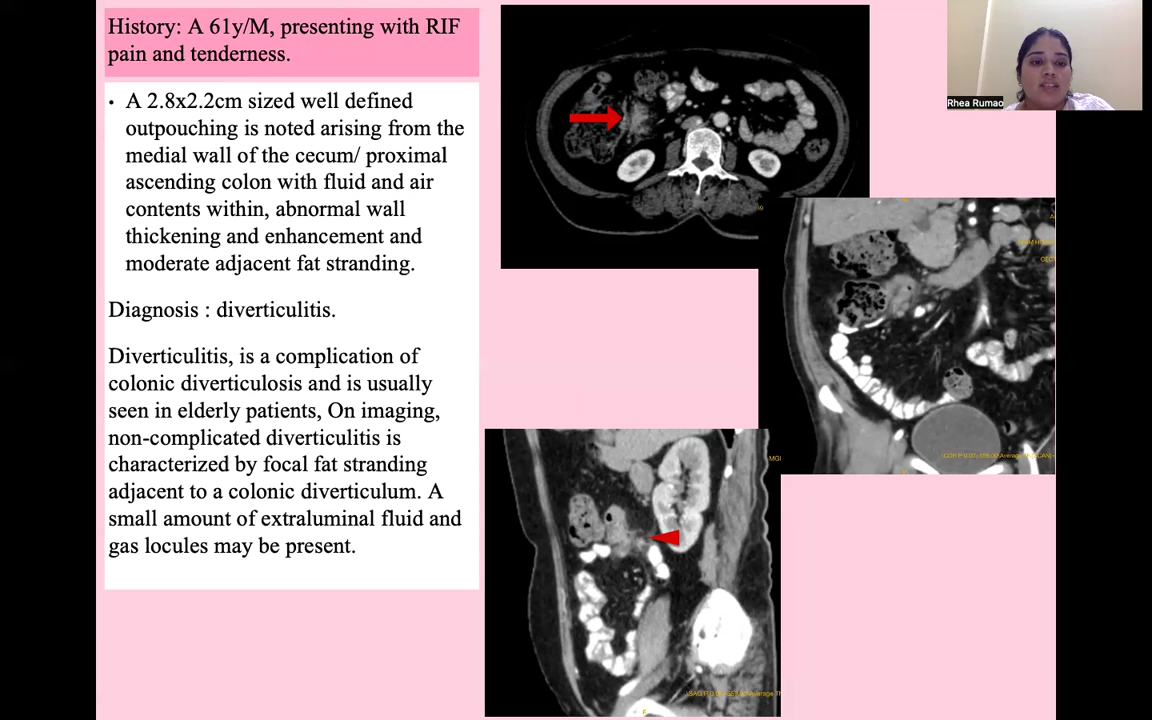 History: A 61y/M, presenting with RIF
pain and tenderness.
• A 2.8x2.2cm sized well defined
outpouching is noted arising from the
medial wall of the cecum/ proximal
ascending colon with fluid and air
contents within, abnormal wall
thickening and enhancement and
moderate adjacent fat stranding.
Diagnosis : diverticulitis.
Diverticulitis, is a complication of
colonic diverticulosis and is usually
seen in elderly patients, On imaging,
non-complicated diverticulitis is
characterized by focal fat stranding
adjacent to a colonic diverticulum. A
small amount of extraluminal fluid and
gas locules may be present.
Rhea Rumao